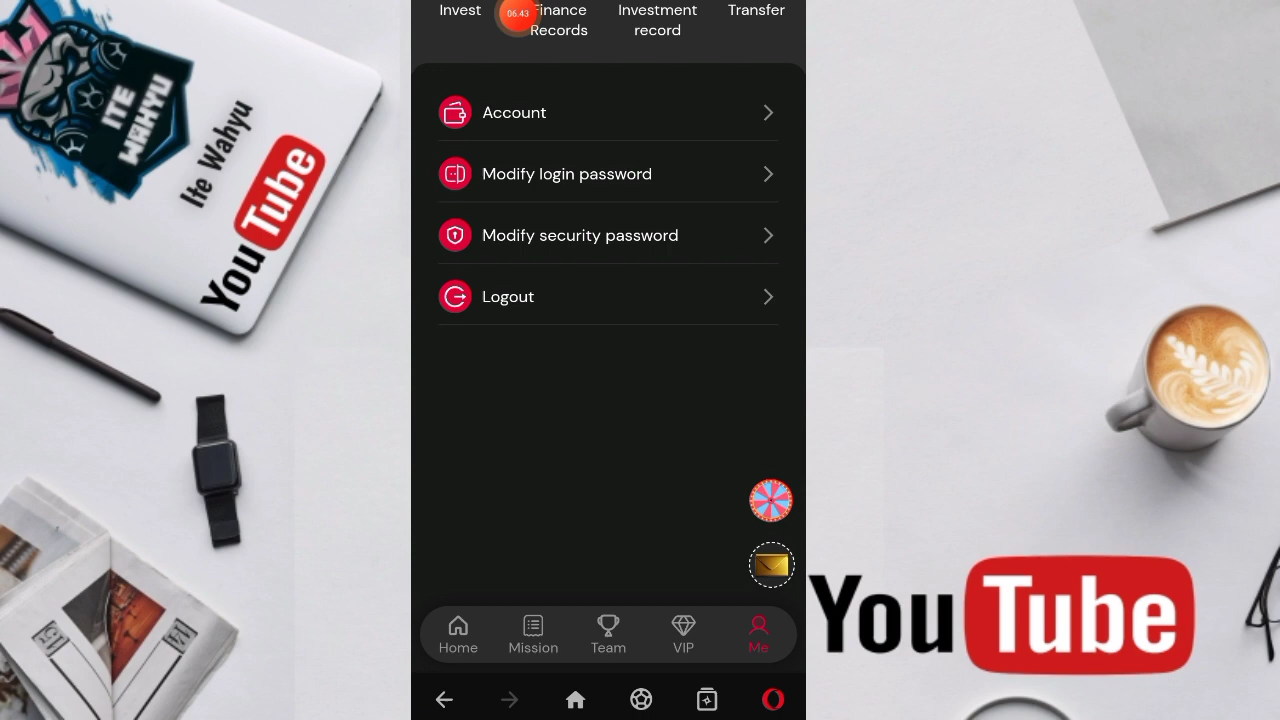 Invest
Finance
Records
Investment
record
Transfer
06.43
Account
Modify login password
Modify security password
Logout
Home
Mission
Team
VIP
Me
ITE
WAHYU
Ite Wahyu
YouTube
YouTube